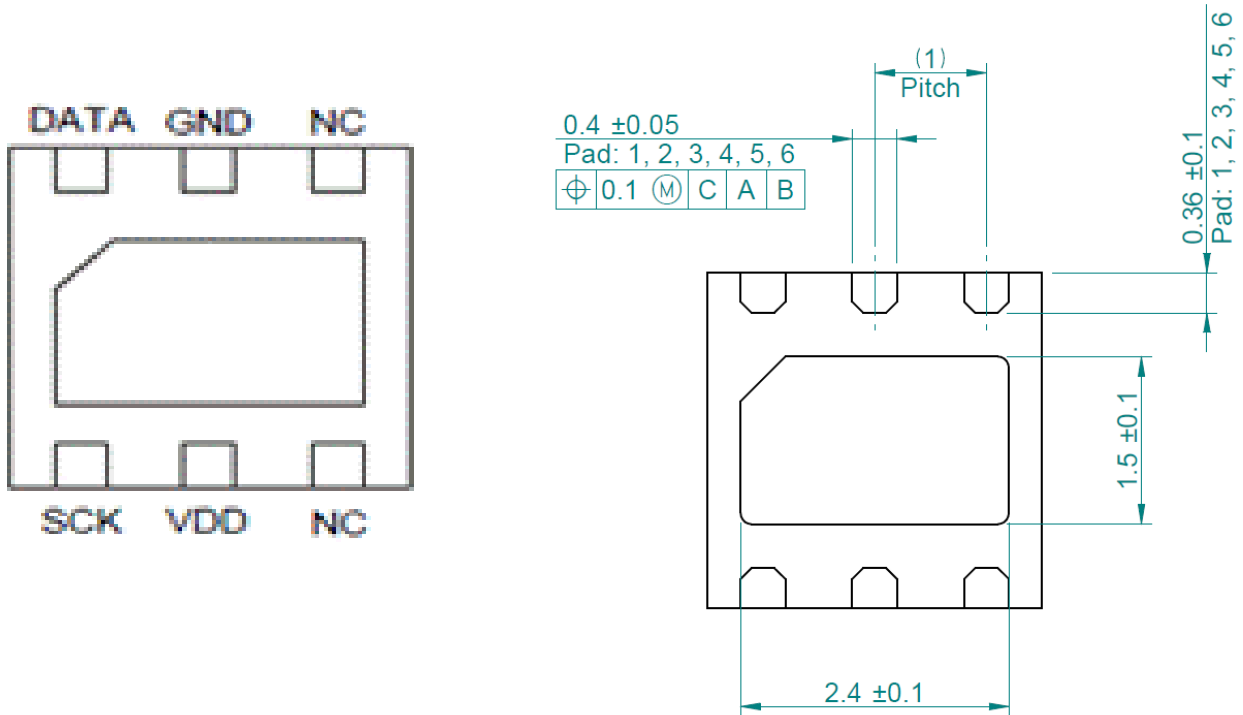 DATA GND NC
SCK VDD NC
(1)
Pitch
0.4 ±0.05
Pad: 1, 2, 3, 4, 5, 6
⌖ 0.1 Ⓜ C A B
0.36 ±0.1
Pad: 1, 2, 3, 4, 5, 6
1.5 ±0.1
2.4 ±0.1